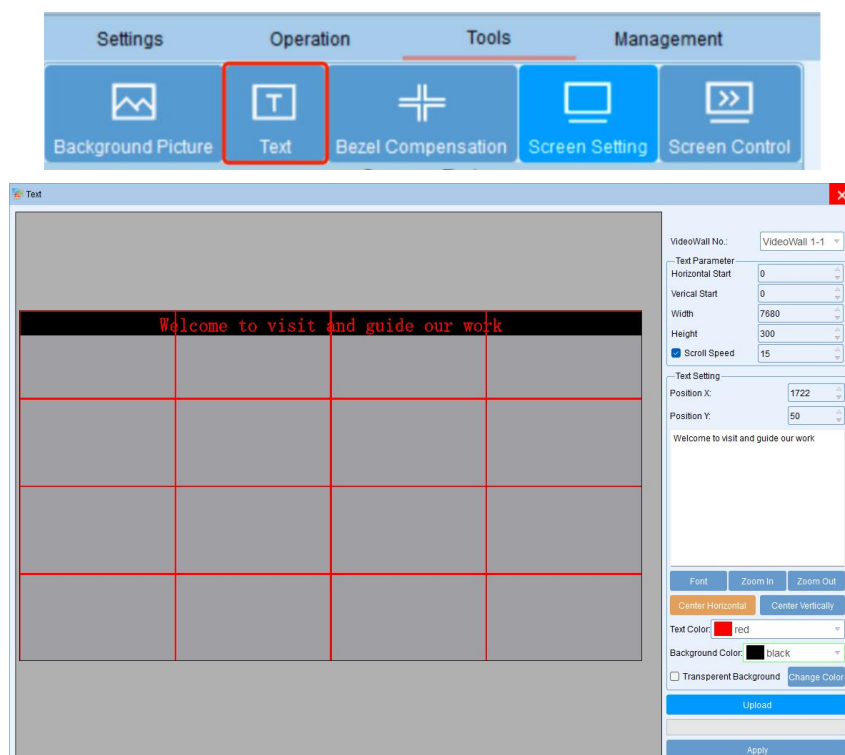 Settings Operation Tools Management
Background Picture Text Bezel Compensation Screen Setting Screen Control
Text
Welcome to visit and guide our work
VideoWall No.: VideoWall 1-1
Text Parameter
Horizontal Start 0
Verical Start 0
Width 7680
Height 300
Scroll Speed 15
Text Setting
Position X: 1722
Position Y: 50
Welcome to visit and guide our work
Font Zoom In Zoom Out
Center Horizontal Center Vertically
Text Color: red
Background Color: black
Transperent Background Change Color
Upload
Apply